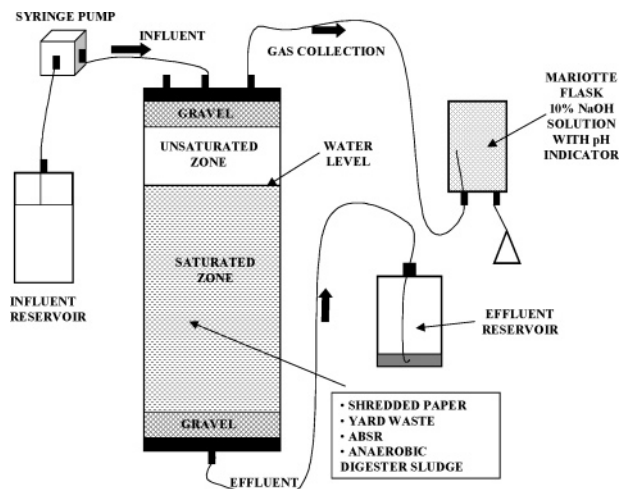 SYRINGE PUMP
INFLUENT
GAS COLLECTION
MARIOTTE
FLASK
10% NaOH
SOLUTION
WITH pH
INDICATOR
GRAVEL
UNSATURATED
ZONE
WATER
LEVEL
SATURATED
ZONE
INFLUENT
RESERVOIR
EFFLUENT
RESERVOIR
GRAVEL
• SHREDDED PAPER
• YARD WASTE
• ABSR
• ANAEROBIC
DIGESTER SLUDGE
EFFLUENT